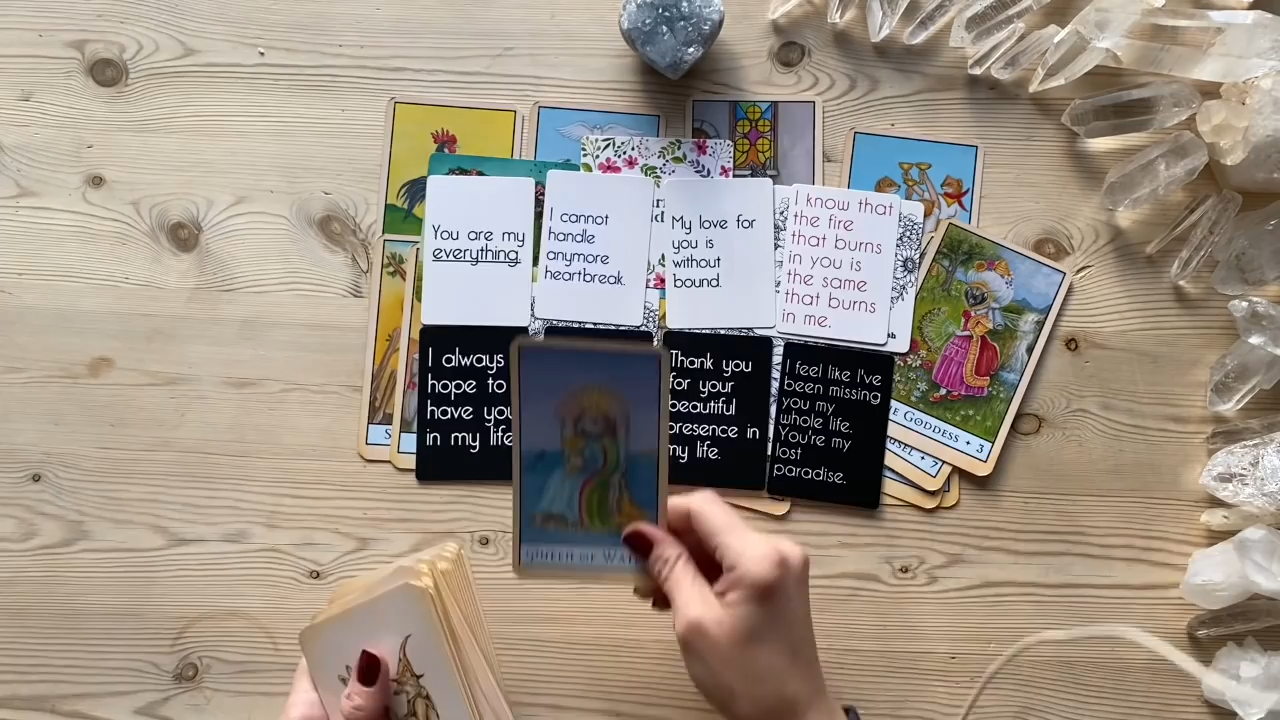 You are my
everything.
I cannot
handle
anymore
heartbreak.
My love for
you is
without
bound.
I know that
the fire
that burns
in you is
the same
that burns
in me.
I always
hope to
have you
in my life
Thank you
for your
beautiful
presence in
my life.
I feel like I've
been missing
you my
whole life.
You're my
lost
paradise.
Goddess + 3
+ 7
Queen of